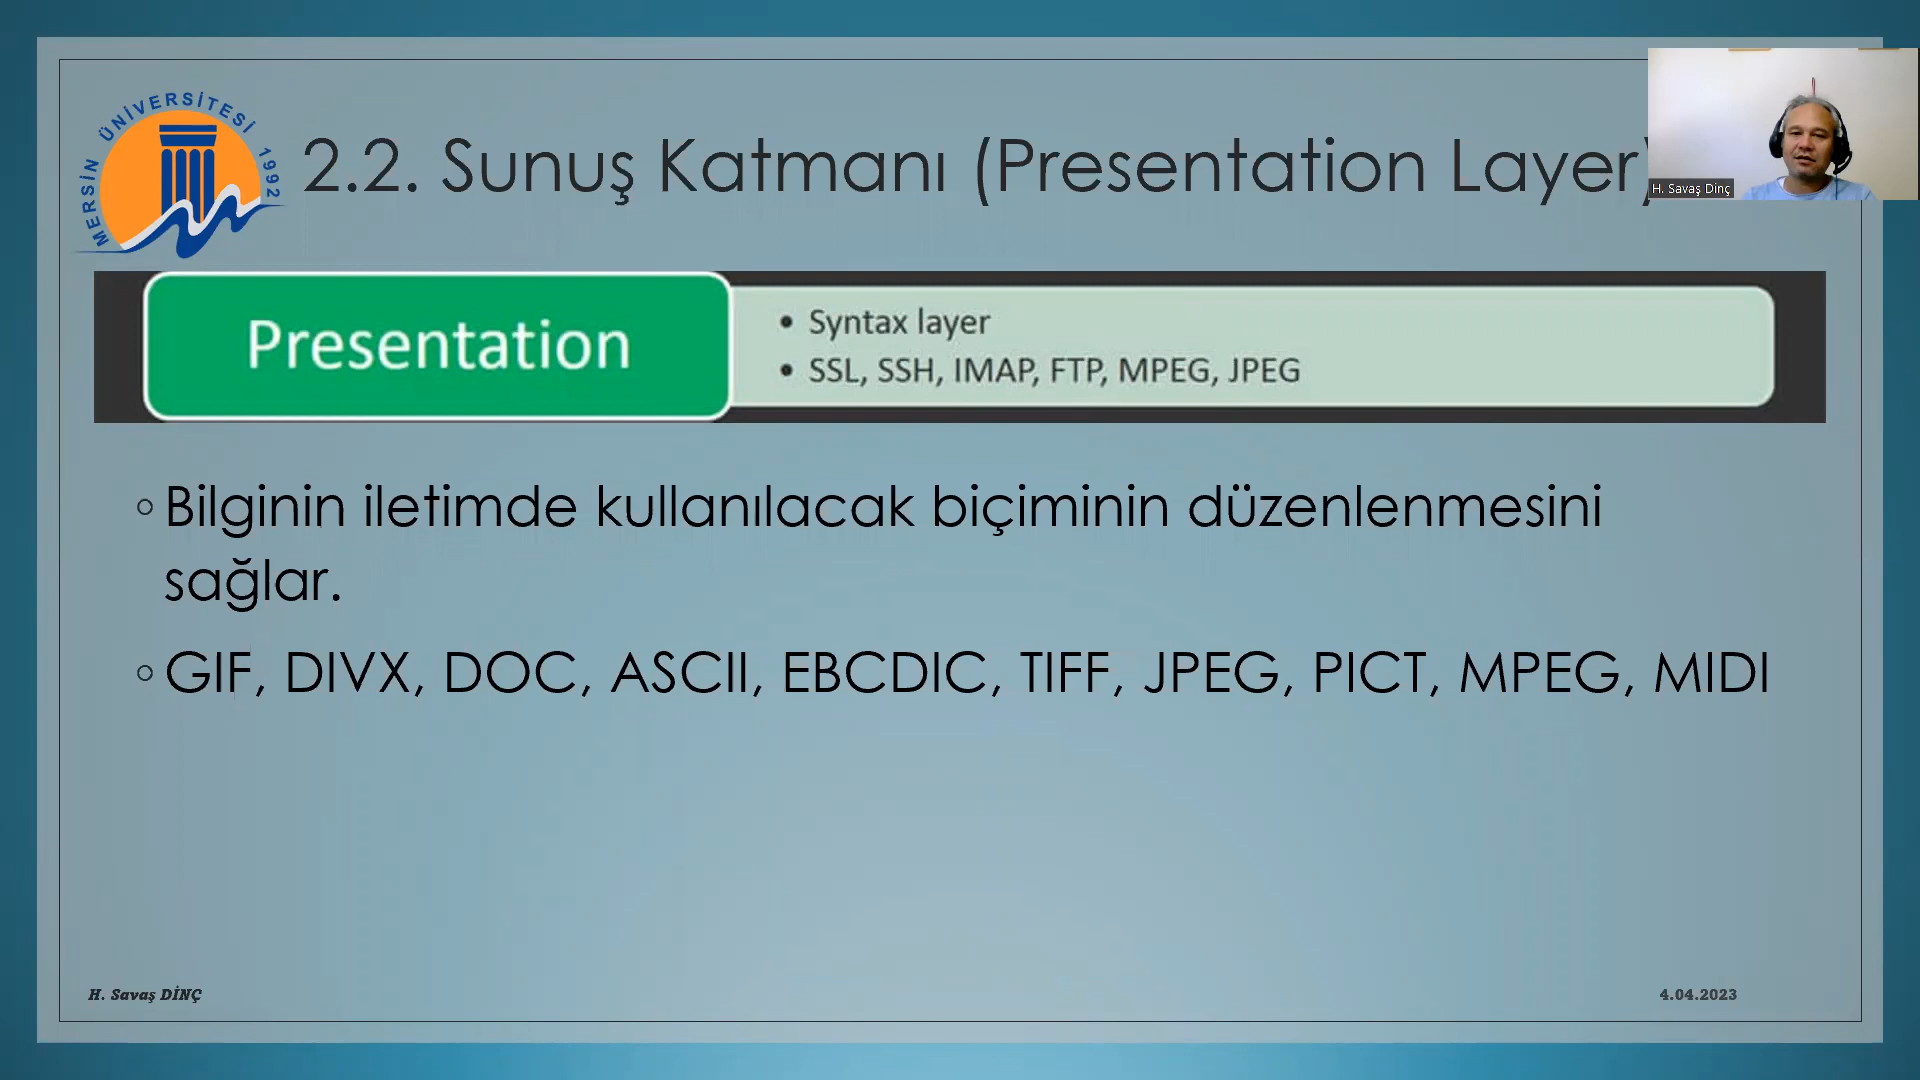 MERSİN ÜNİVERSİTESİ 1992
2.2. Sunuş Katmanı (Presentation Layer)
H. Savaş Dinç
Presentation
• Syntax layer
• SSL, SSH, IMAP, FTP, MPEG, JPEG
◦ Bilginin iletimde kullanılacak biçiminin düzenlenmesini
sağlar.
◦ GIF, DIVX, DOC, ASCII, EBCDIC, TIFF, JPEG, PICT, MPEG, MIDI
H. Savaş DİNÇ
4.04.2023